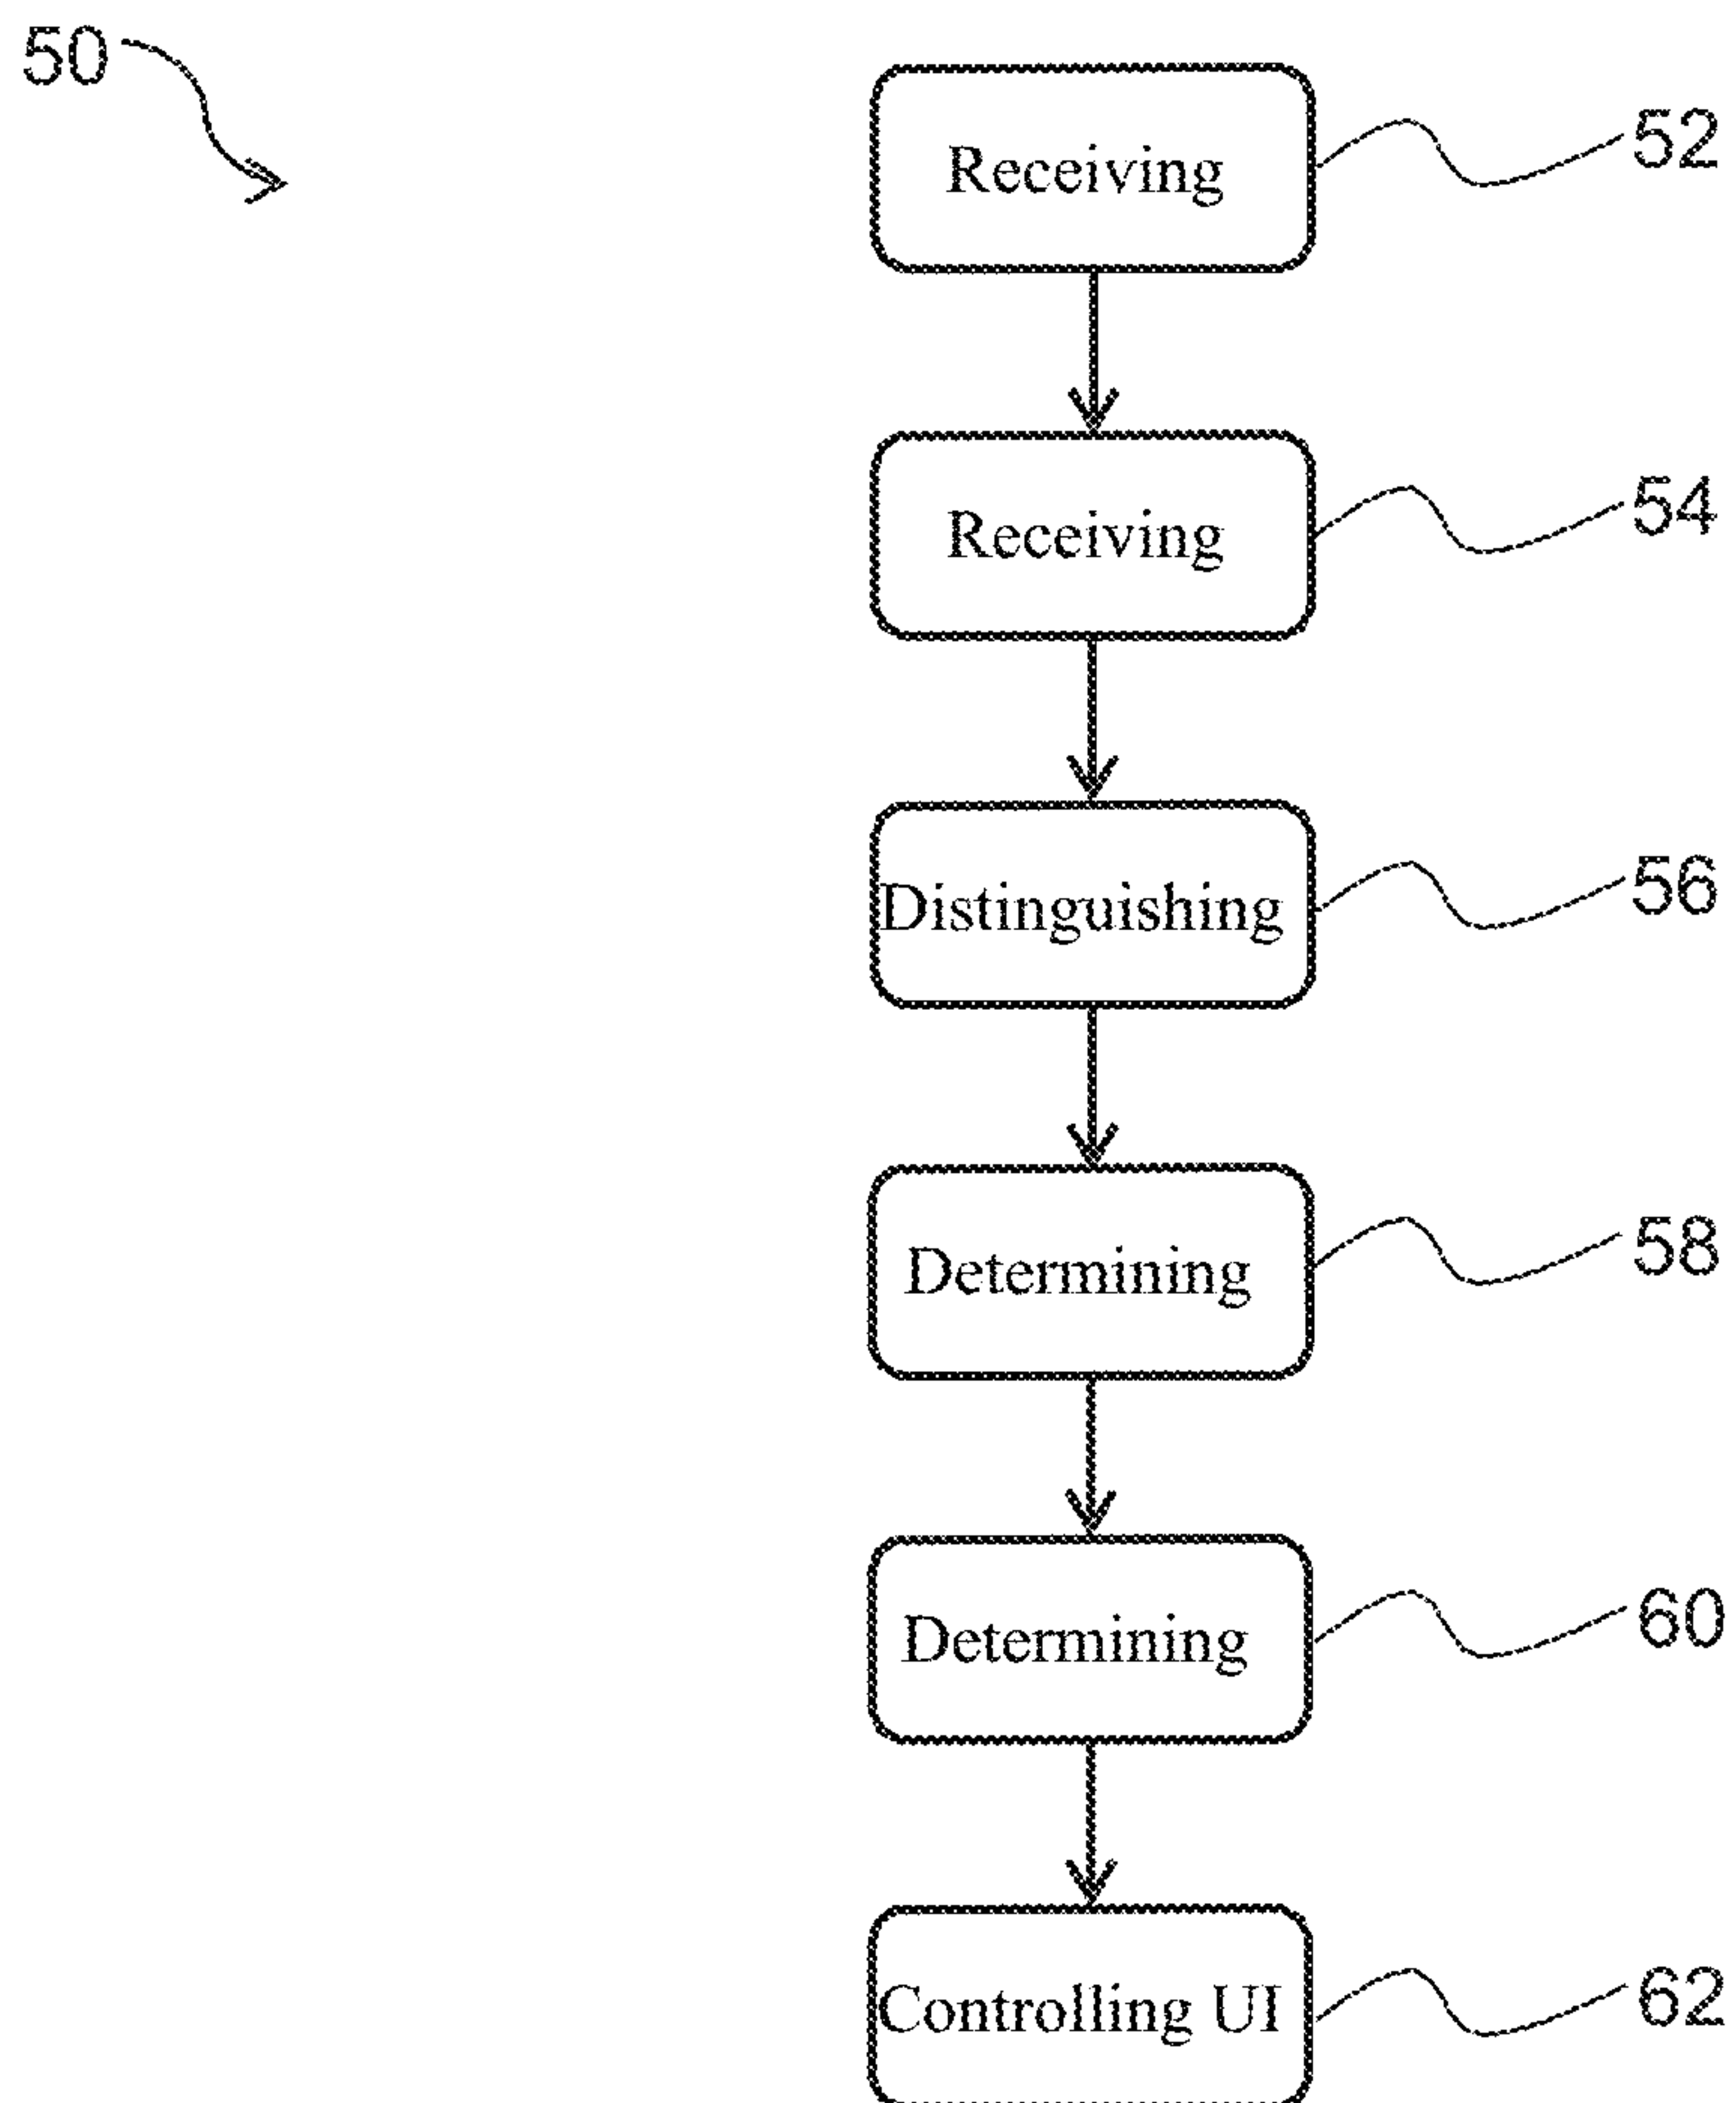 50
Receiving
52
Receiving
54
Distinguishing
56
Determining
58
Determining
60
Controlling UI
62